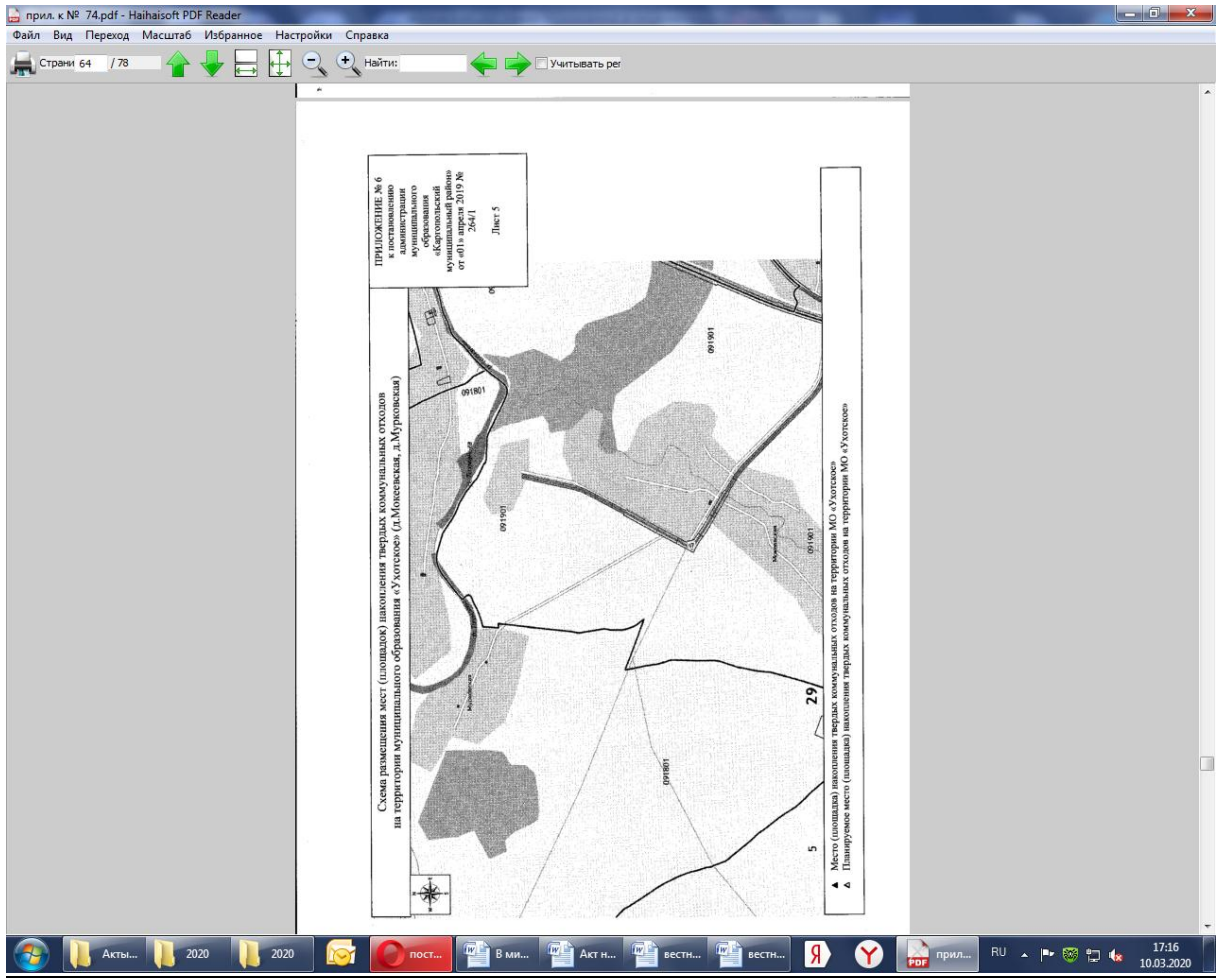 прил. к № 74.pdf - Haihaisoft PDF Reader
Файл Вид Переход Масштаб Избранное Настройки Справка
Страни 64 / 78 Найти: Учитывать рег
ПРИЛОЖЕНИЕ № 6
к постановлению
администрации
муниципального
образования
«Каргопольский
муниципальный район»
от «01» апреля 2019 №
264/1
Лист 5
Схема размещения мест (площадок) накопления твердых коммунальных отходов
на территории муниципального образования «Ухотское» (д.Мокеевская, д.Мурковская)
091801
091901
091901
091901
091801
29
5
▲ Место (площадка) накопления твердых коммунальных отходов на территории МО «Ухотское»
△ Планируемое место (площадка) накопления твердых коммунальных отходов на территории МО «Ухотское»
Акты...
2020
2020
пост...
В ми...
Акт н...
вестн...
вестн...
Я
Y
PDF
прил...
RU
17:16
10.03.2020